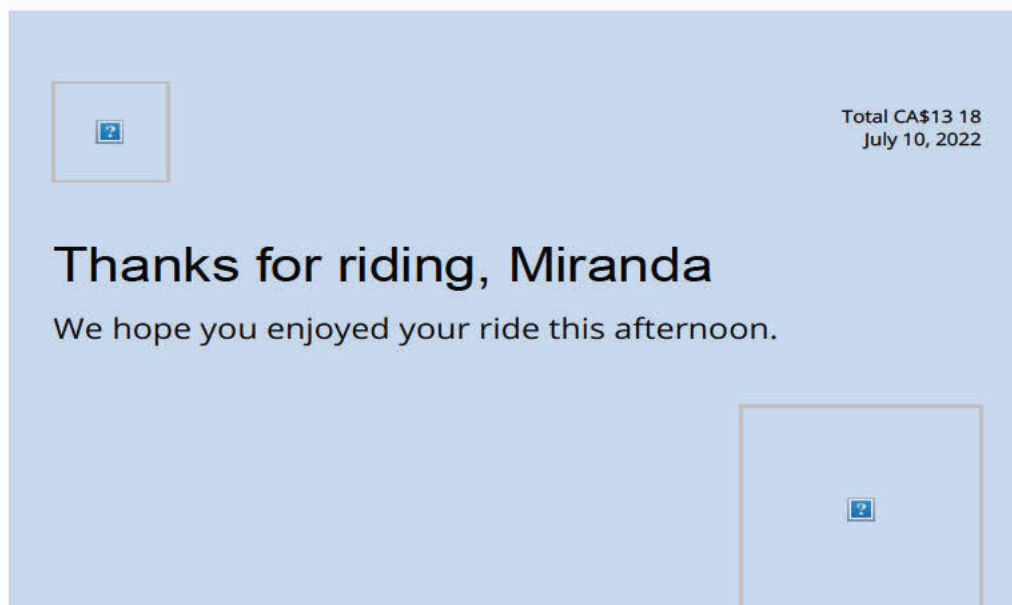 Total CA$13 18
July 10, 2022
Thanks for riding, Miranda
We hope you enjoyed your ride this afternoon.